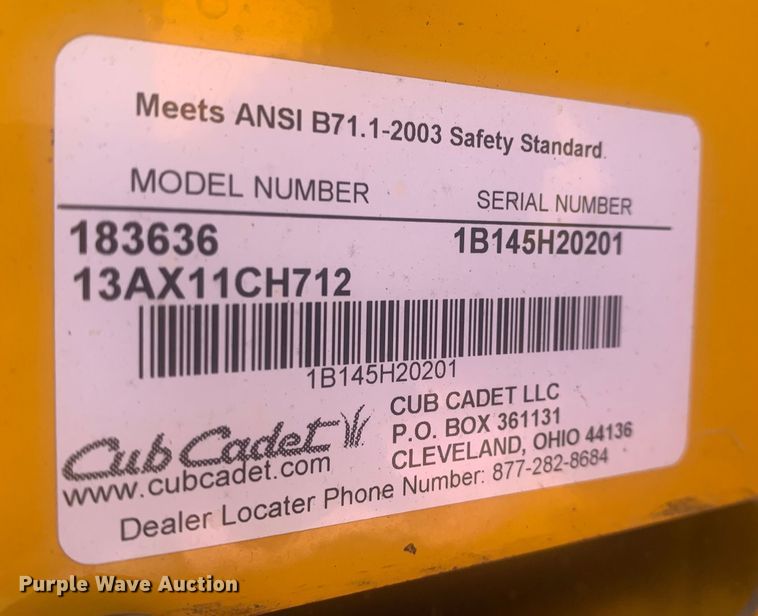 Meets ANSI B71.1-2003 Safety Standard
MODEL NUMBER SERIAL NUMBER
183636 1B145H20201
13AX11CH712
1B145H20201
Cub Cadet
www.cubcadet.com
CUB CADET LLC
P.O. BOX 361131
CLEVELAND, OHIO 44136
Dealer Locater Phone Number: 877-282-8684
Purple Wave Auction